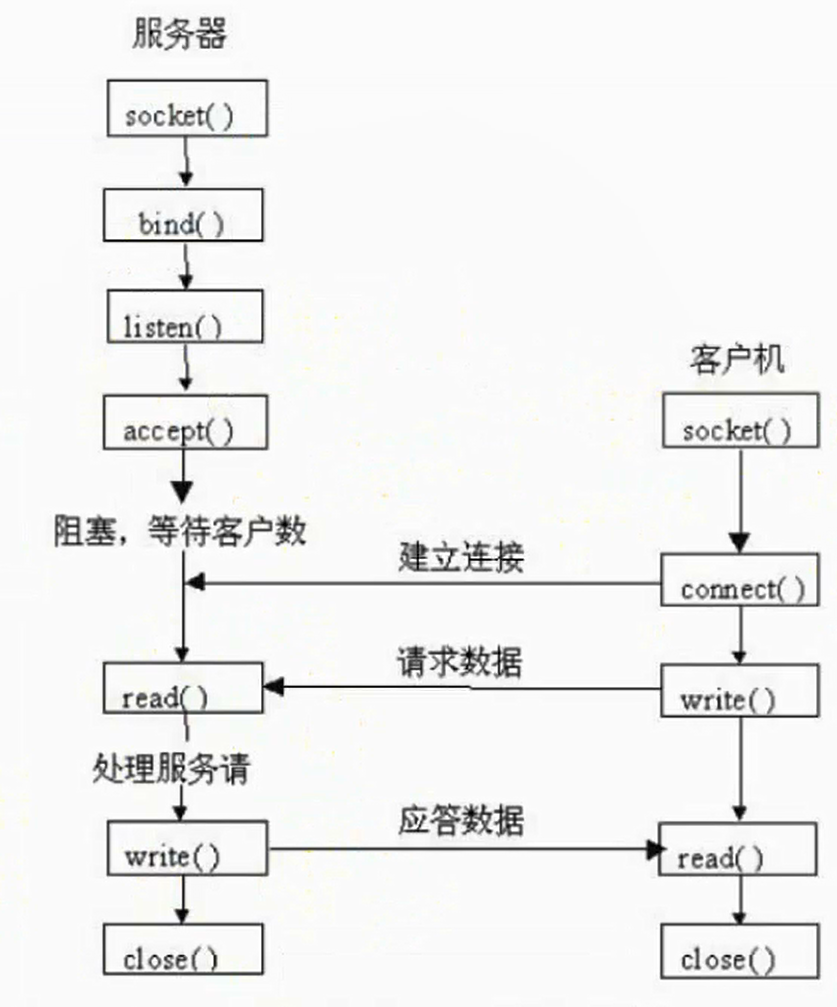 服务器
socket()
bind()
listen()
accept()
阻塞，等待客户数
read()
处理服务请
write()
close()
建立连接
请求数据
应答数据
客户机
socket()
connect()
write()
read()
close()